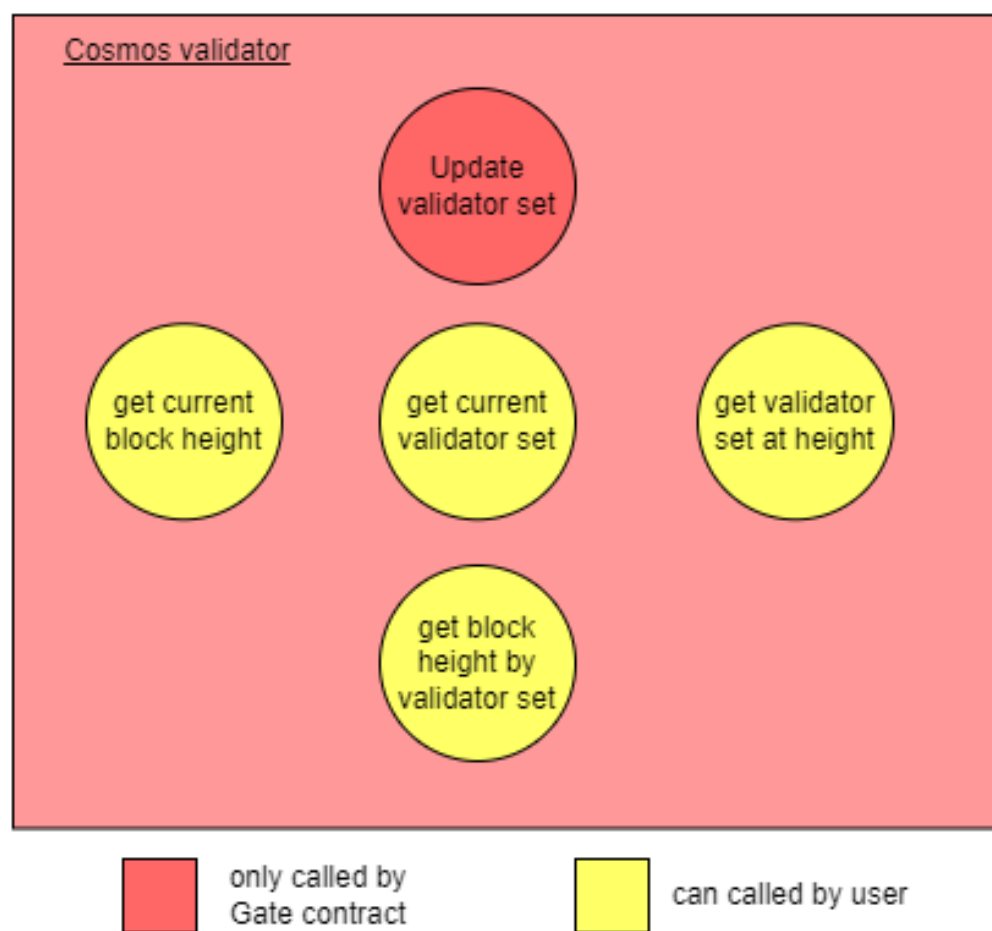 Cosmos validator
Update
validator set
get current
block height
get current
validator set
get validator
set at height
get block
height by
validator set
only called by
Gate contract
can called by user